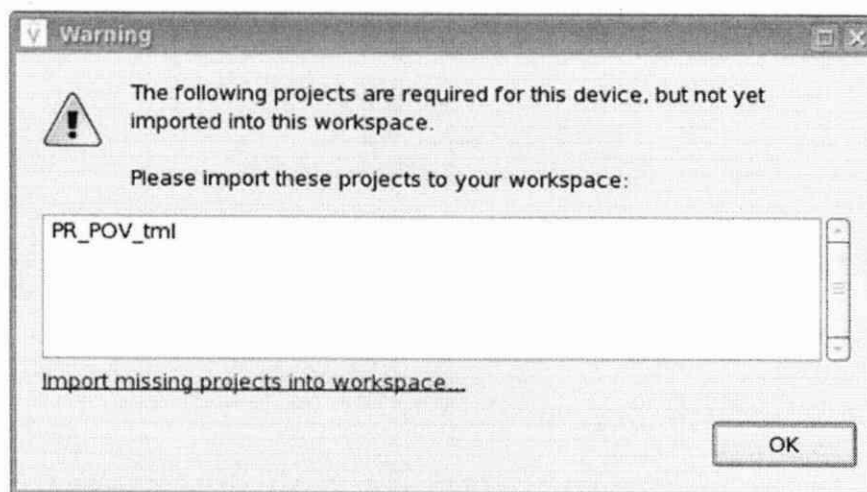 V Warning
The following projects are required for this device, but not yet
imported into this workspace.
Please import these projects to your workspace:
PR_POV_tml
Import missing projects into workspace...
OK